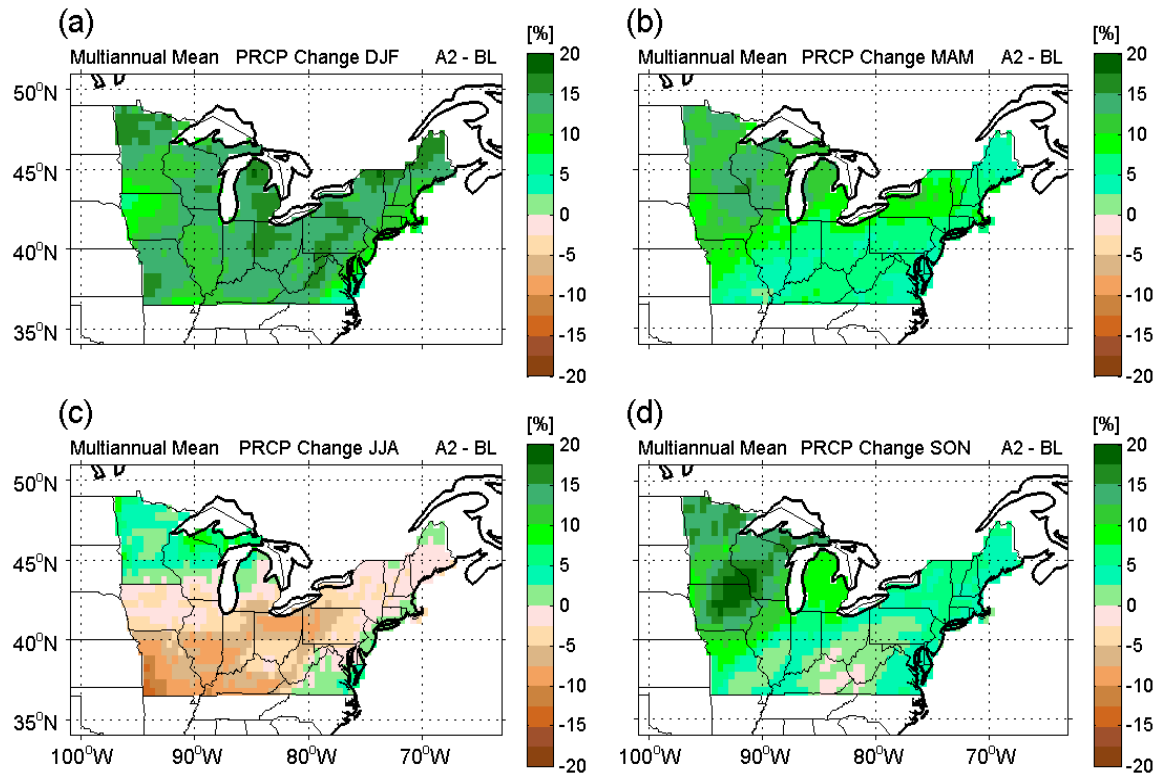 (a)
[%]
Multiannual Mean PRCP Change DJF A2 - BL
20
15
10
5
0
-5
-10
-15
-20
50⁰N
45⁰N
40⁰N
35⁰N
(b)
[%]
Multiannual Mean PRCP Change MAM A2 - BL
20
15
10
5
0
-5
-10
-15
-20
(c)
[%]
Multiannual Mean PRCP Change JJA A2 - BL
20
15
10
5
0
-5
-10
-15
-20
50⁰N
45⁰N
40⁰N
35⁰N
100⁰W 90⁰W 80⁰W 70⁰W
(d)
[%]
Multiannual Mean PRCP Change SON A2 - BL
20
15
10
5
0
-5
-10
-15
-20
100⁰W 90⁰W 80⁰W 70⁰W